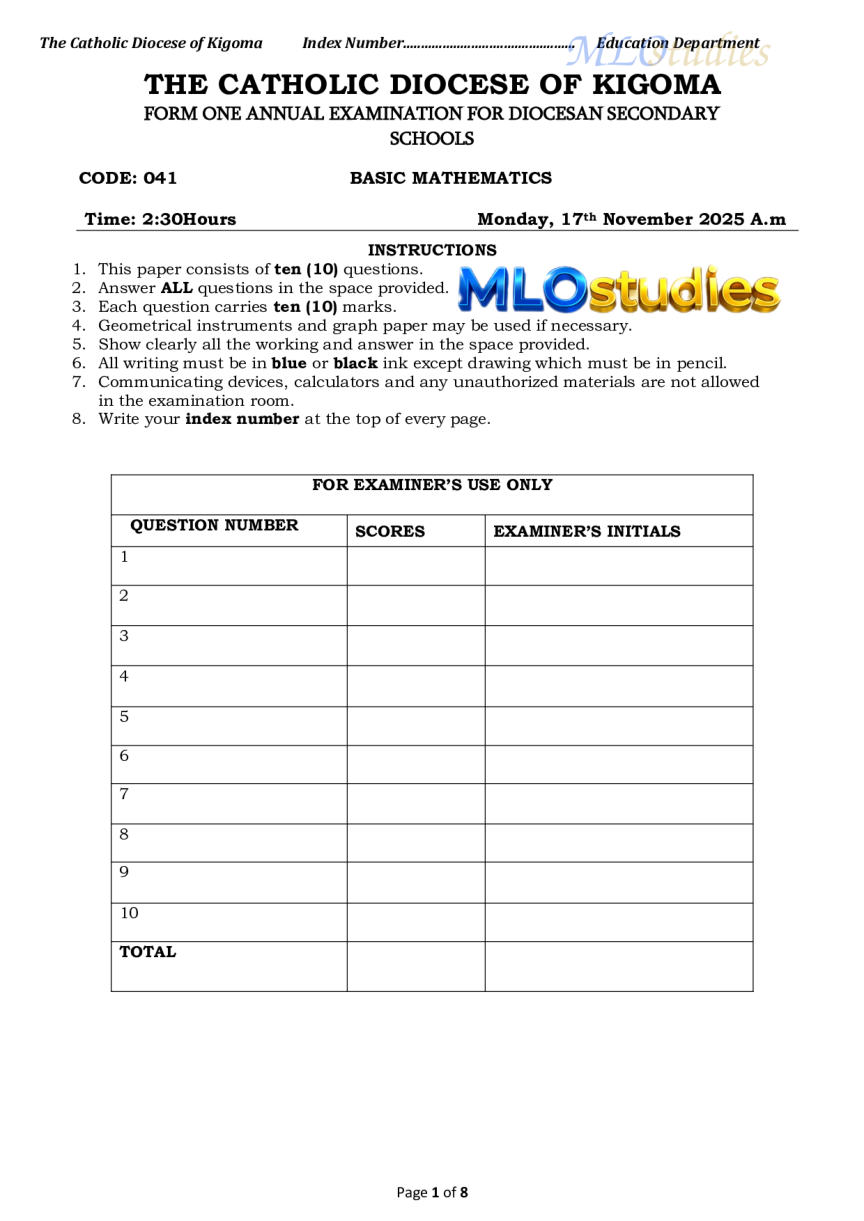 The Catholic Diocese of Kigoma Index Number…………………………………………. Education Department
MLOstudies
THE CATHOLIC DIOCESE OF KIGOMA
FORM ONE ANNUAL EXAMINATION FOR DIOCESAN SECONDARY
SCHOOLS
CODE: 041 BASIC MATHEMATICS
Time: 2:30Hours Monday, 17th November 2025 A.m
INSTRUCTIONS
1. This paper consists of ten (10) questions.
2. Answer ALL questions in the space provided.
MLOstudies
3. Each question carries ten (10) marks.
4. Geometrical instruments and graph paper may be used if necessary.
5. Show clearly all the working and answer in the space provided.
6. All writing must be in blue or black ink except drawing which must be in pencil.
7. Communicating devices, calculators and any unauthorized materials are not allowed
in the examination room.
8. Write your index number at the top of every page.
FOR EXAMINER'S USE ONLY
QUESTION NUMBER SCORES EXAMINER'S INITIALS
1
2
3
4
5
6
7
8
9
10
TOTAL
Page 1 of 8